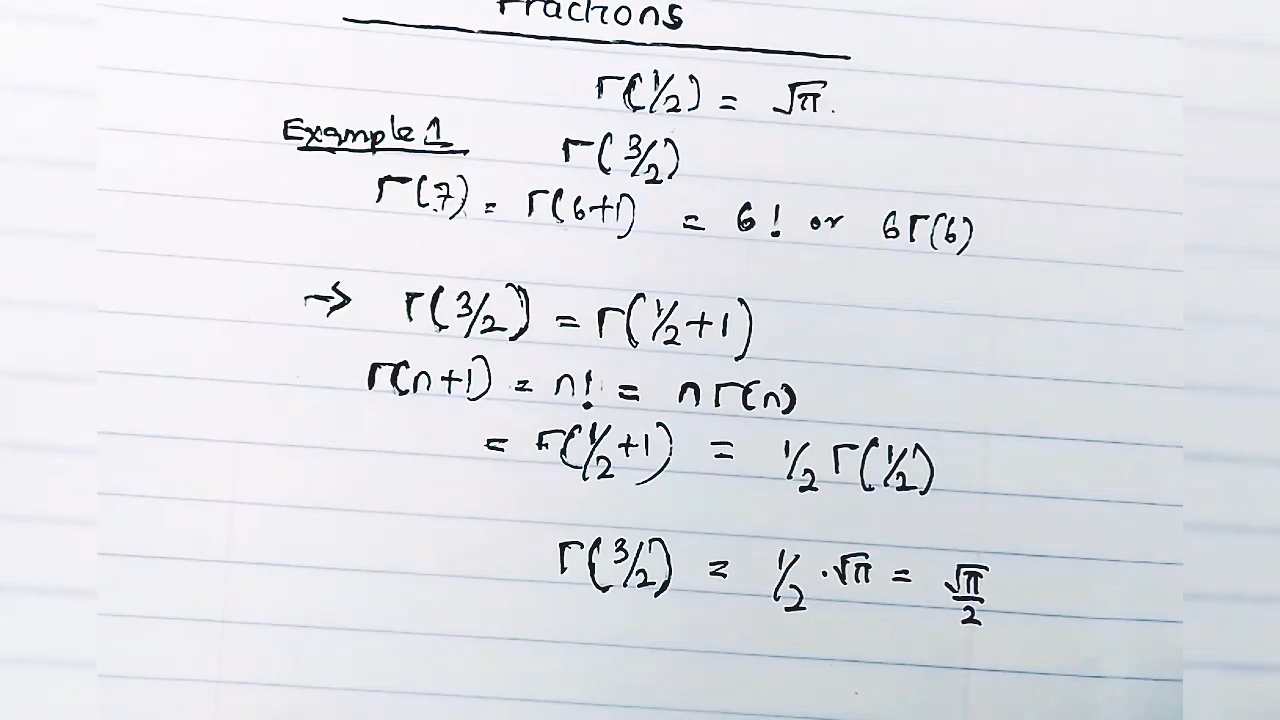 Fractions
Γ(1/2) = √π.
Example 1 Γ(3/2)
Γ(7) = Γ(6+1) = 6! or 6Γ(6)
→ Γ(3/2) = Γ(1/2+1)
Γ(n+1) = n! = nΓ(n)
= Γ(1/2+1) = 1/2 Γ(1/2)
Γ(3/2) = 1/2 · √π = √π/2